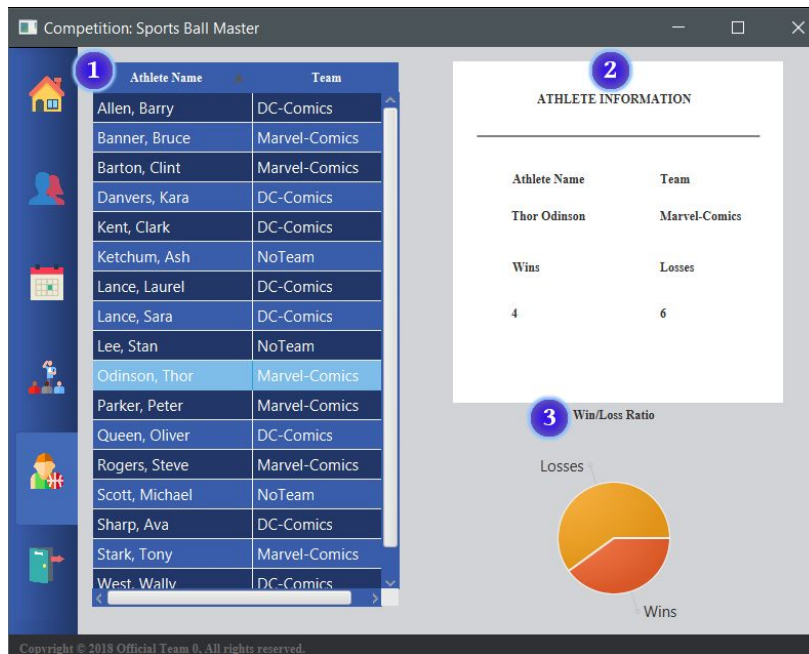 Competition: Sports Ball Master
1
Athlete Name Team
Allen, Barry DC-Comics
Banner, Bruce Marvel-Comics
Barton, Clint Marvel-Comics
Danvers, Kara DC-Comics
Kent, Clark DC-Comics
Ketchum, Ash NoTeam
Lance, Laurel DC-Comics
Lance, Sara DC-Comics
Lee, Stan NoTeam
Odinson, Thor Marvel-Comics
Parker, Peter Marvel-Comics
Queen, Oliver DC-Comics
Rogers, Steve Marvel-Comics
Scott, Michael NoTeam
Sharp, Ava DC-Comics
Stark, Tony Marvel-Comics
West, Wally DC-Comics
2
ATHLETE INFORMATION
Athlete Name Team
Thor Odinson Marvel-Comics
Wins Losses
4 6
3
Win/Loss Ratio
Losses
Wins
Copyright © 2018 Official Team 0, All rights reserved.